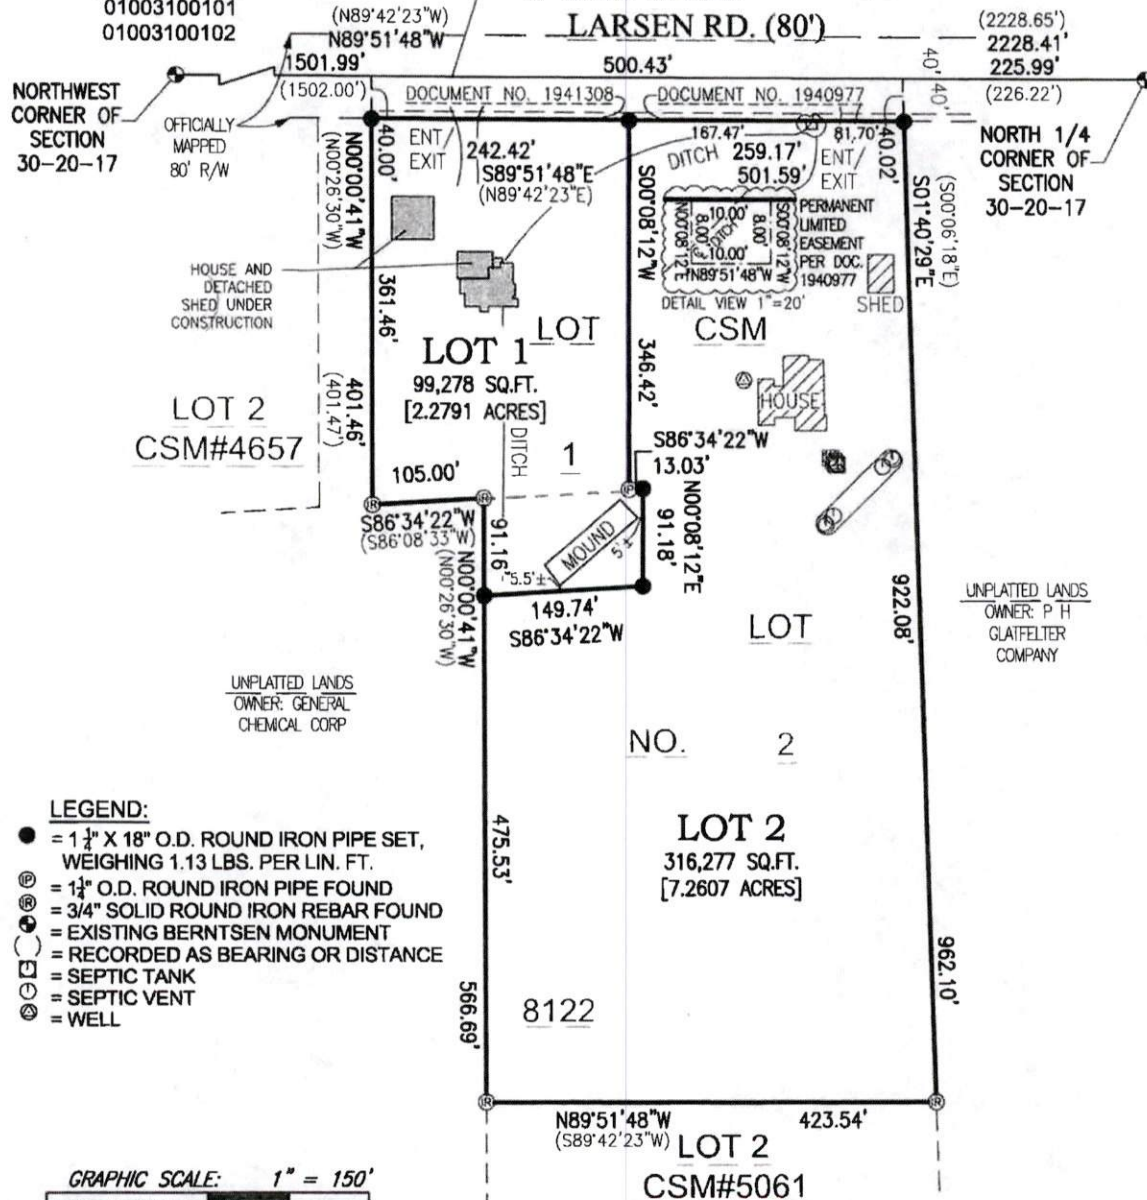 01003100101
01003100102
(N89°42'23"W)
N89°51'48"W
1501.99'
(1502.00')
LARSEN RD. (80')
500.43'
(2228.65')
2228.41'
225.99'
(226.22')
40'
40'
NORTHWEST
CORNER OF
SECTION
30-20-17
OFFICIALLY
MAPPED
80' R/W
NORTH 1/4
CORNER OF
SECTION
30-20-17
DOCUMENT NO. 1941308
DOCUMENT NO. 1940977
40.00'
ENT/
EXIT
242.42'
S89°51'48"E
(N89°42'23"E)
167.47'
DITCH
259.17'
501.59'
81.70'
ENT/
EXIT
40.02'
N00°00'41"W
(N00°26'30"W)
S00°08'12"W
S01°40'29"E
(S00°06'18"E)
10.00'
8.00'
DITCH
8.00'
10.00'
N00°08'12"E
S00°08'12"W
N89°51'48"W
DETAIL VIEW 1"=20'
PERMANENT
LIMITED
EASEMENT
PER DOC.
1940977
SHED
HOUSE AND
DETACHED
SHED UNDER
CONSTRUCTION
361.46'
401.46'
(401.47')
LOT 1
99,278 SQ.FT.
[2.2791 ACRES]
LOT
CSM
346.42'
HOUSE
LOT 2
CSM#4657
DITCH
1
105.00'
S86°34'22"W
(S86°08'33"W)
S86°34'22"W
13.03'
N00°08'12"E
91.18'
91.16'
MOUND
5'±
5.5'±
149.74'
S86°34'22"W
N00°00'41"W
(N00°26'30"W)
922.08'
LOT
UNPLATTED LANDS
OWNER: P H
GLATFELTER
COMPANY
UNPLATTED LANDS
OWNER: GENERAL
CHEMICAL CORP
NO.
2
LOT 2
316,277 SQ.FT.
[7.2607 ACRES]
475.53'
566.69'
962.10'
8122
LEGEND:
= 1 1/4" X 18" O.D. ROUND IRON PIPE SET,
WEIGHING 1.13 LBS. PER LIN. FT.
IP = 1 1/4" O.D. ROUND IRON PIPE FOUND
IR = 3/4" SOLID ROUND IRON REBAR FOUND
= EXISTING BERNTSEN MONUMENT
( ) = RECORDED AS BEARING OR DISTANCE
= SEPTIC TANK
= SEPTIC VENT
= WELL
N89°51'48"W
(S89°42'23"W)
423.54'
LOT 2
CSM#5061
GRAPHIC SCALE: 1" = 150'